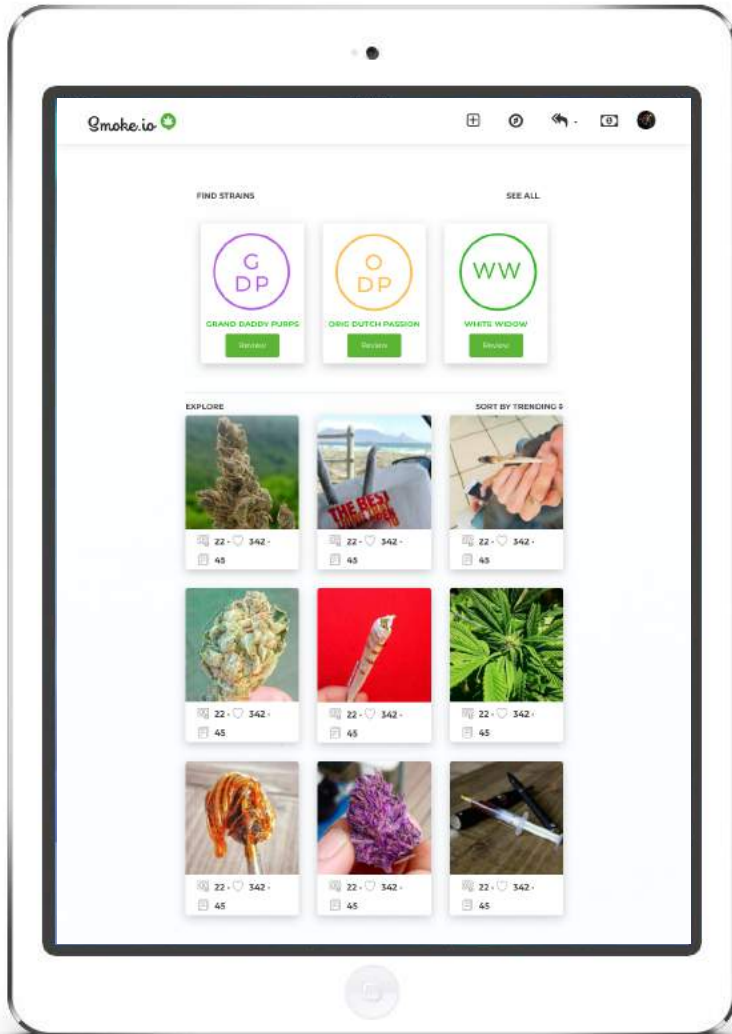 Smoke.io
FIND STRAINS SEE ALL
G
DP
O
DP
WW
GRAND DADDY PURPS ORIG DUTCH PASSION WHITE WIDOW
Review Review Review
EXPLORE SORT BY TRENDING
THE BEST
22 · 342 · 22 · 342 · 22 · 342 ·
45 45 45
22 · 342 · 22 · 342 · 22 · 342 ·
45 45 45
22 · 342 · 22 · 342 · 22 · 342 ·
45 45 45